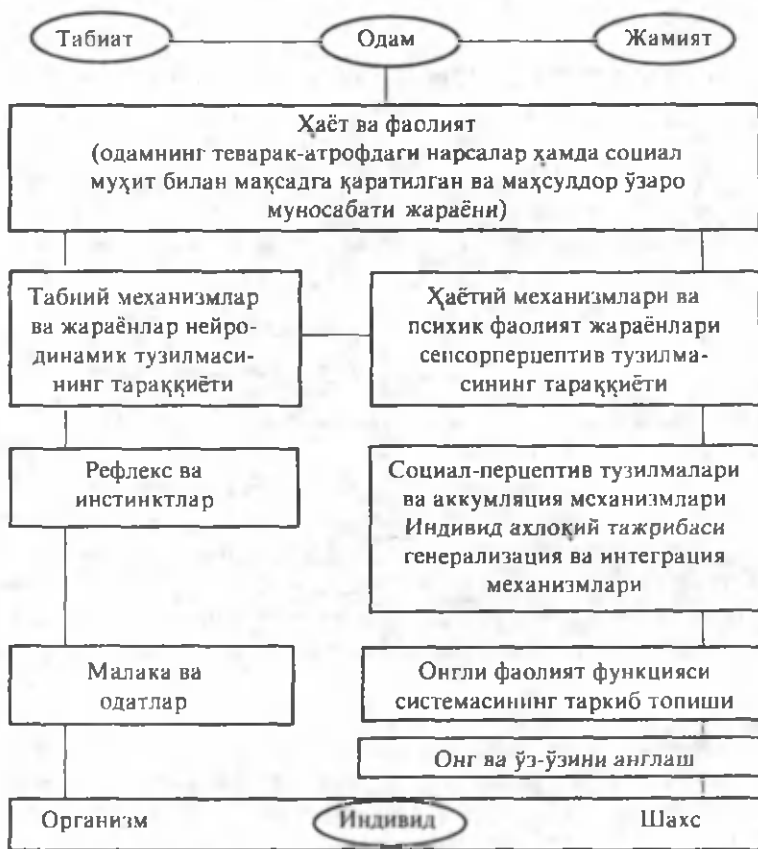 Табиат Одам Жамият
Ҳаёт ва фаолият
(одамнинг теварак-атрофдаги нарсалар ҳамда социал
муҳит билан мақсадга қаратилган ва маҳсулдор ўзаро
муносабати жараёни)
Табиий механизмлар
ва жараёнлар нейро-
динамик тузилмаси-
нинг тараққиёти
Ҳаётий механизмлари ва
психик фаолият жараёнлари
сенсорперцептив тузилма-
сининг тараққиёти
Рефлекс ва
инстинктлар
Социал-перцептив тузилмалари
ва аккумляция механизмлари
Индивид ахлоқий тажрибаси
генерализация ва интеграция
механизмлари
Малака ва
одатлар
Онгли фаолият функцияси
системасининг таркиб топиши
Онг ва ўз-ўзини англаш
Организм Индивид Шахс